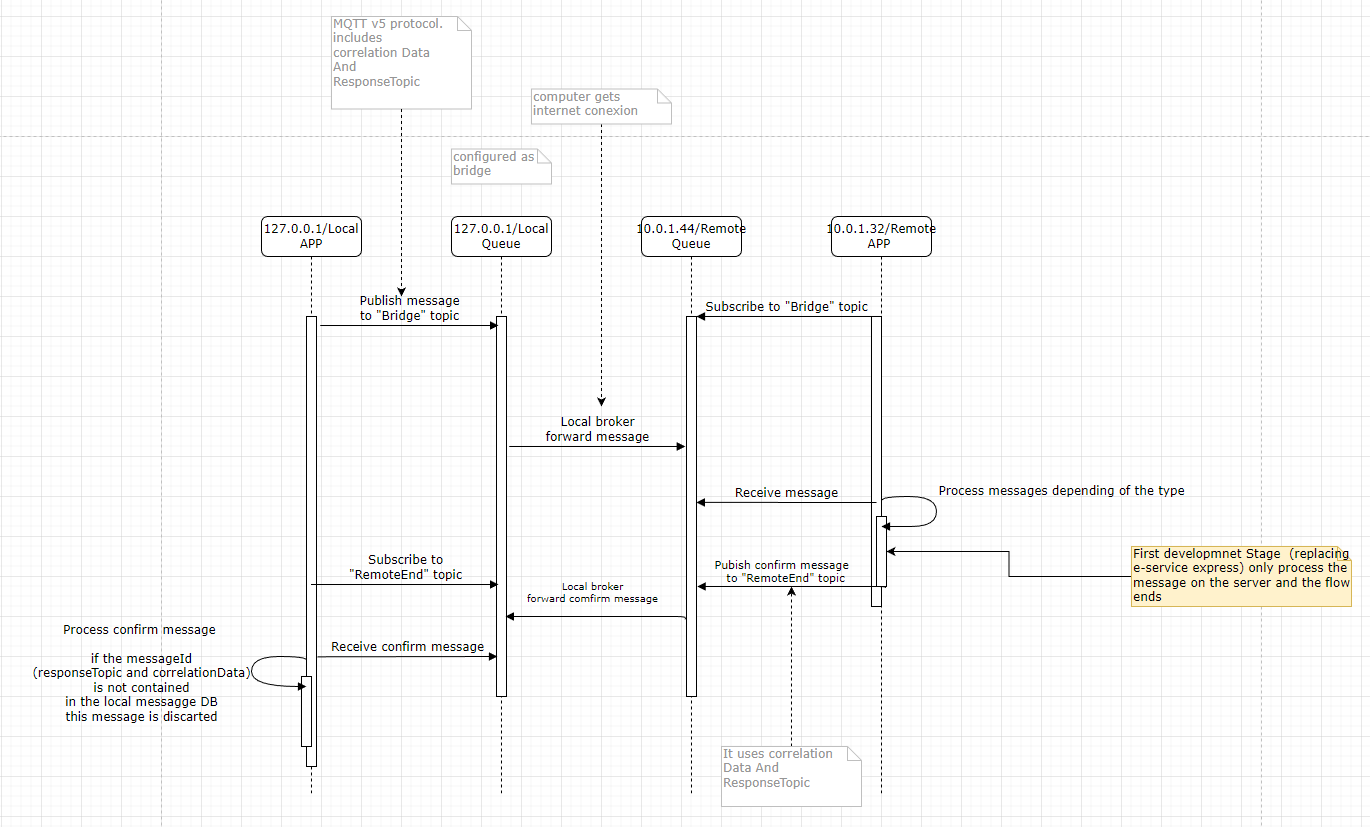 MQTT v5 protocol.
includes
correlation Data
And
ResponseTopic
computer gets
internet conexion
configured as
bridge
127.0.0.1/Local
APP
127.0.0.1/Local
Queue
10.0.1.44/Remote
Queue
10.0.1.32/Remote
APP
Publish message
to "Bridge" topic
Subscribe to "Bridge" topic
Local broker
forward message
Receive message
Process messages depending of the type
Subscribe to
"RemoteEnd" topic
Pubish confirm message
to "RemoteEnd" topic
First developmnet Stage (replacing
e-service express) only process the
message on the server and the flow
ends
Local broker
forward comfirm message
Process confirm message
Receive confirm message
if the messageId
(responseTopic and correlationData)
is not contained
in the local messagge DB
this message is discarted
It uses correlation
Data And
ResponseTopic